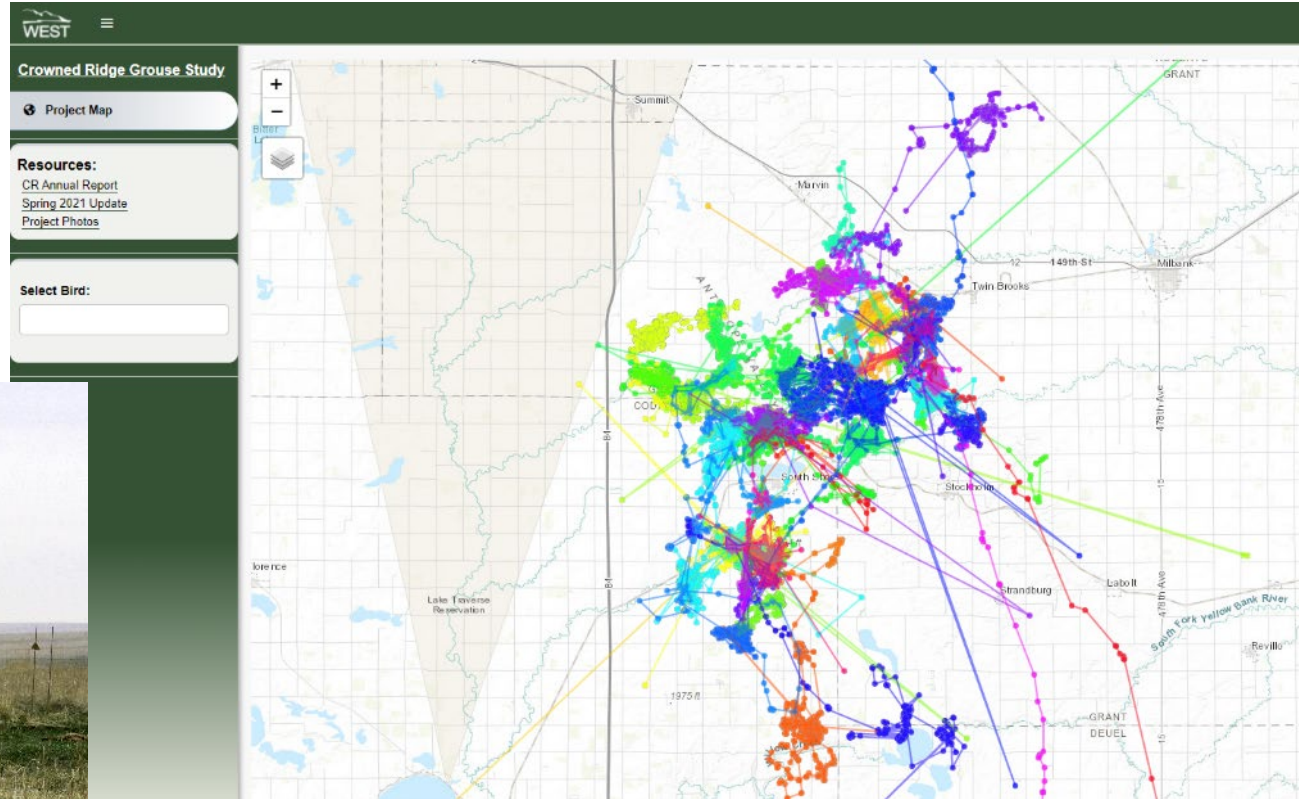 WEST
Crowned Ridge Grouse Study
Project Map
Resources:
CR Annual Report
Spring 2021 Update
Project Photos
Select Bird:
+
−
Summit
GRANT
Marvin
12
149th St
Milbank
Twin Brooks
478th Ave
15
81
Stockholm
Strandburg
Labolt
478th Ave
South Fork Yellow Bank River
Revillo
Lake Traverse
Reservation
1975 ft
GRANT
DEUEL
15